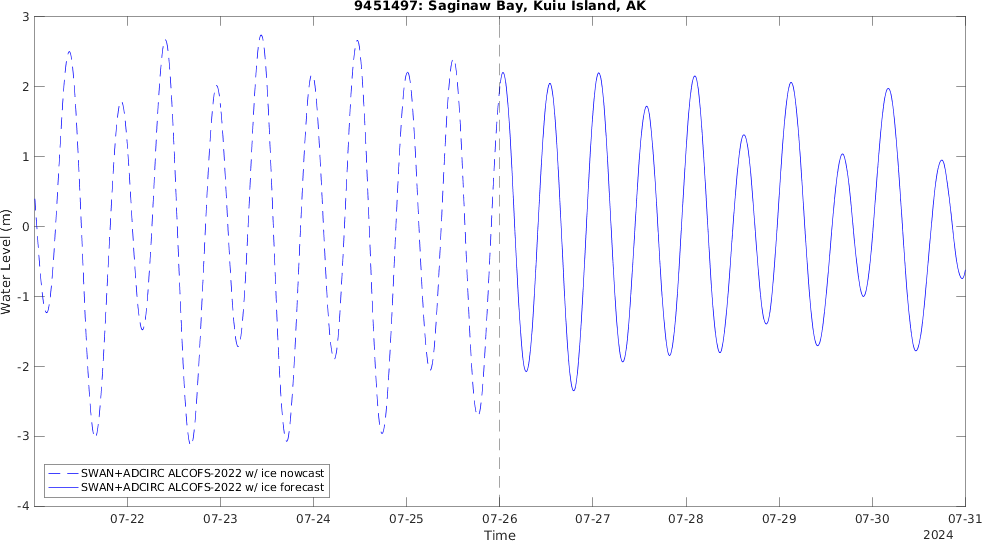 9451497: Saginaw Bay, Kuiu Island, AK
Water Level (m)
3
2
1
0
-1
-2
-3
-4
SWAN+ADCIRC ALCOFS-2022 w/ ice nowcast
SWAN+ADCIRC ALCOFS-2022 w/ ice forecast
07-22 07-23 07-24 07-25 07-26 07-27 07-28 07-29 07-30 07-31
Time
2024